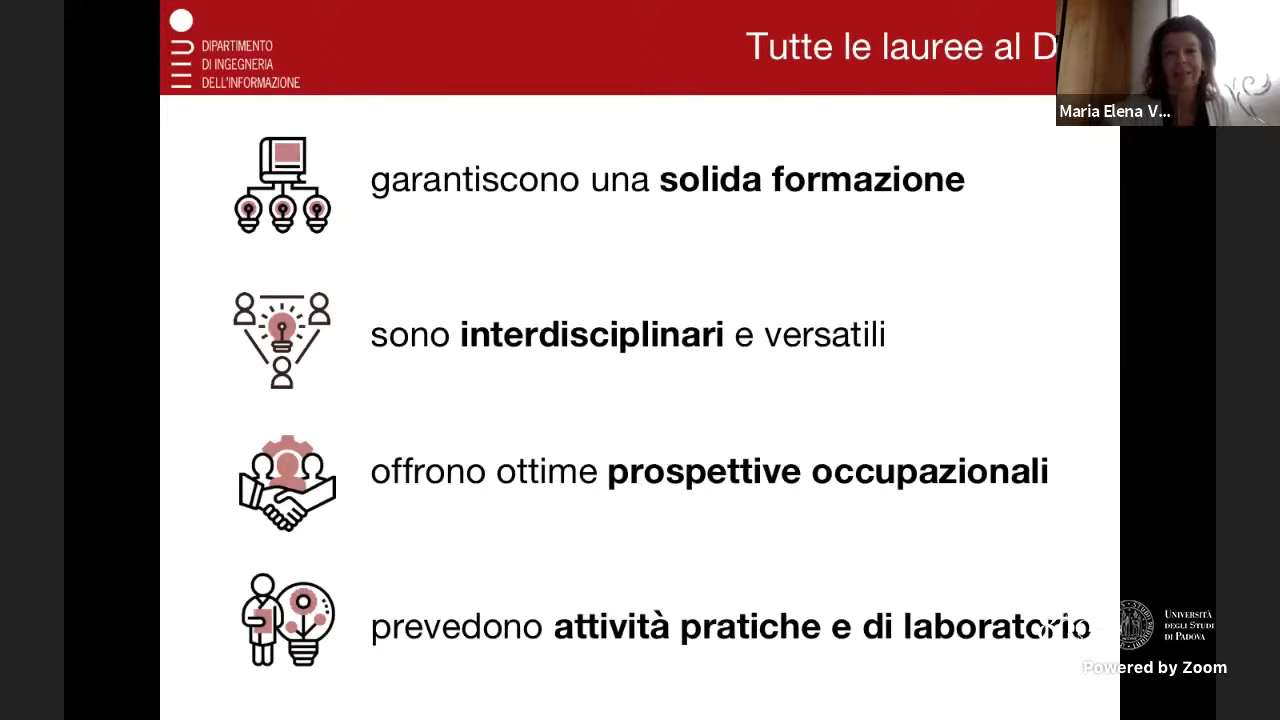 DIPARTIMENTO
DI INGEGNERIA
DELL'INFORMAZIONE
Tutte le lauree al D
Maria Elena V...
garantiscono una solida formazione
sono interdisciplinari e versatili
offrono ottime prospettive occupazionali
prevedono attività pratiche e di laboratorio
UNIVERSITÀ
DEGLI STUDI
DI PADOVA
Powered by Zoom